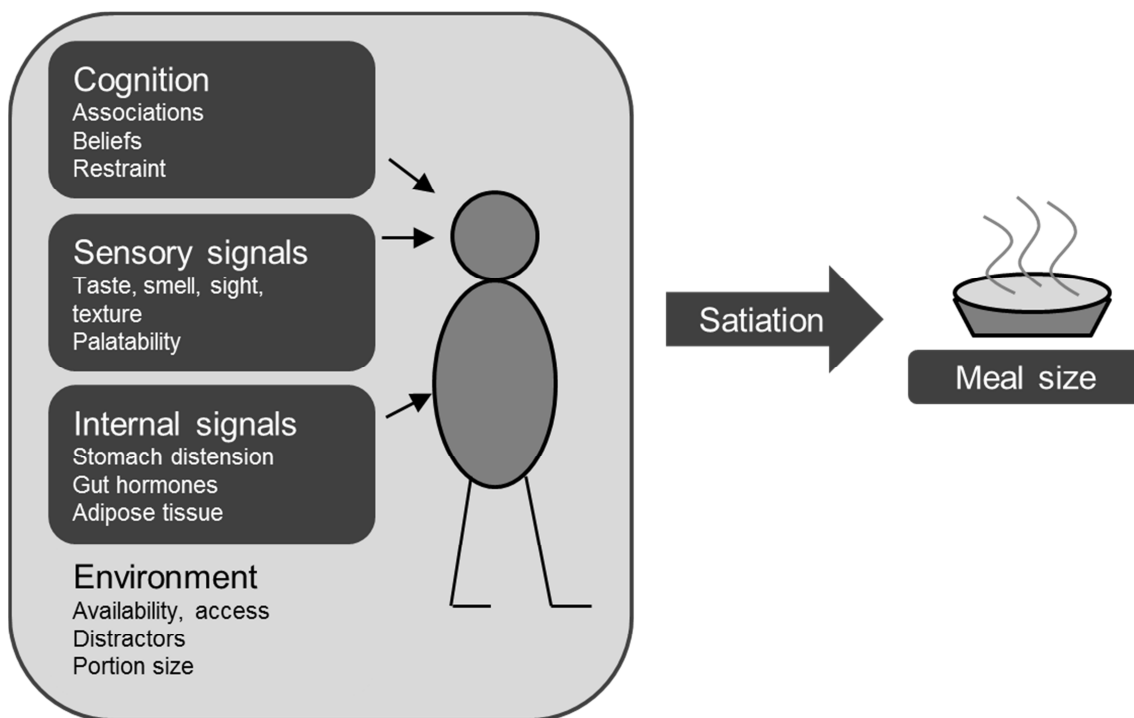 Cognition
Associations
Beliefs
Restraint
Sensory signals
Taste, smell, sight,
texture
Palatability
Internal signals
Stomach distension
Gut hormones
Adipose tissue
Environment
Availability, access
Distractors
Portion size
Satiation
Meal size